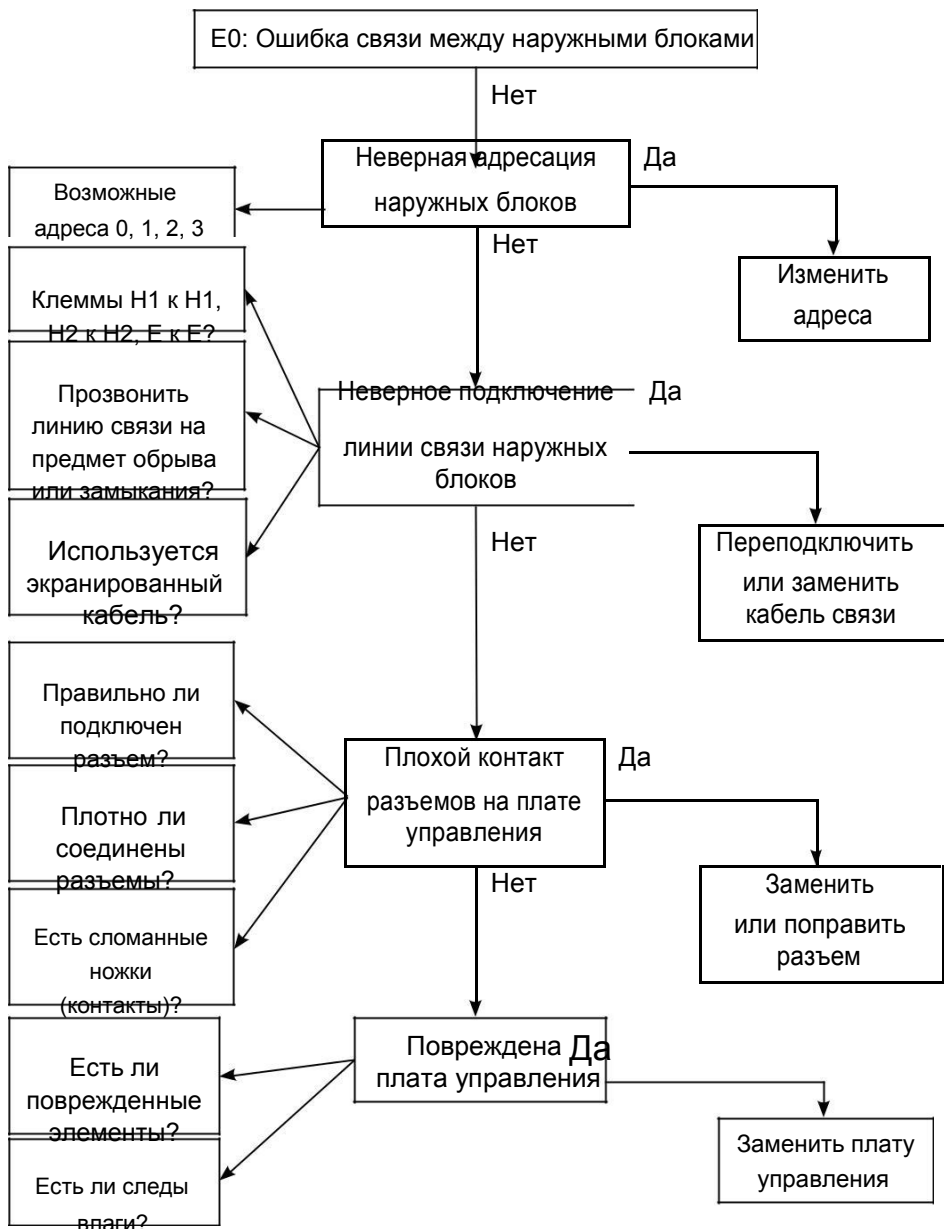 E0: Ошибка связи между наружными блоками
Нет
Неверная адресация
наружных блоков
Да
Возможные
адреса 0, 1, 2, 3
Нет
Изменить
адреса
Клеммы H1 к H1,
H2 к H2, E к E?
Прозвонить
линию связи на
предмет обрыва
или замыкания?
Неверное подключение
линии связи наружных
блоков
Да
Используется
экранированный
кабель?
Нет
Переподключить
или заменить
кабель связи
Правильно ли
подключен
разъем?
Плохой контакт
разъемов на плате
управления
Да
Плотно ли
соединены
разъемы?
Нет
Заменить
или поправить
разъем
Есть сломанные
ножки
(контакты)?
Повреждена
плата управления
Да
Есть ли
поврежденные
элементы?
Заменить плату
управления
Есть ли следы
влаги?